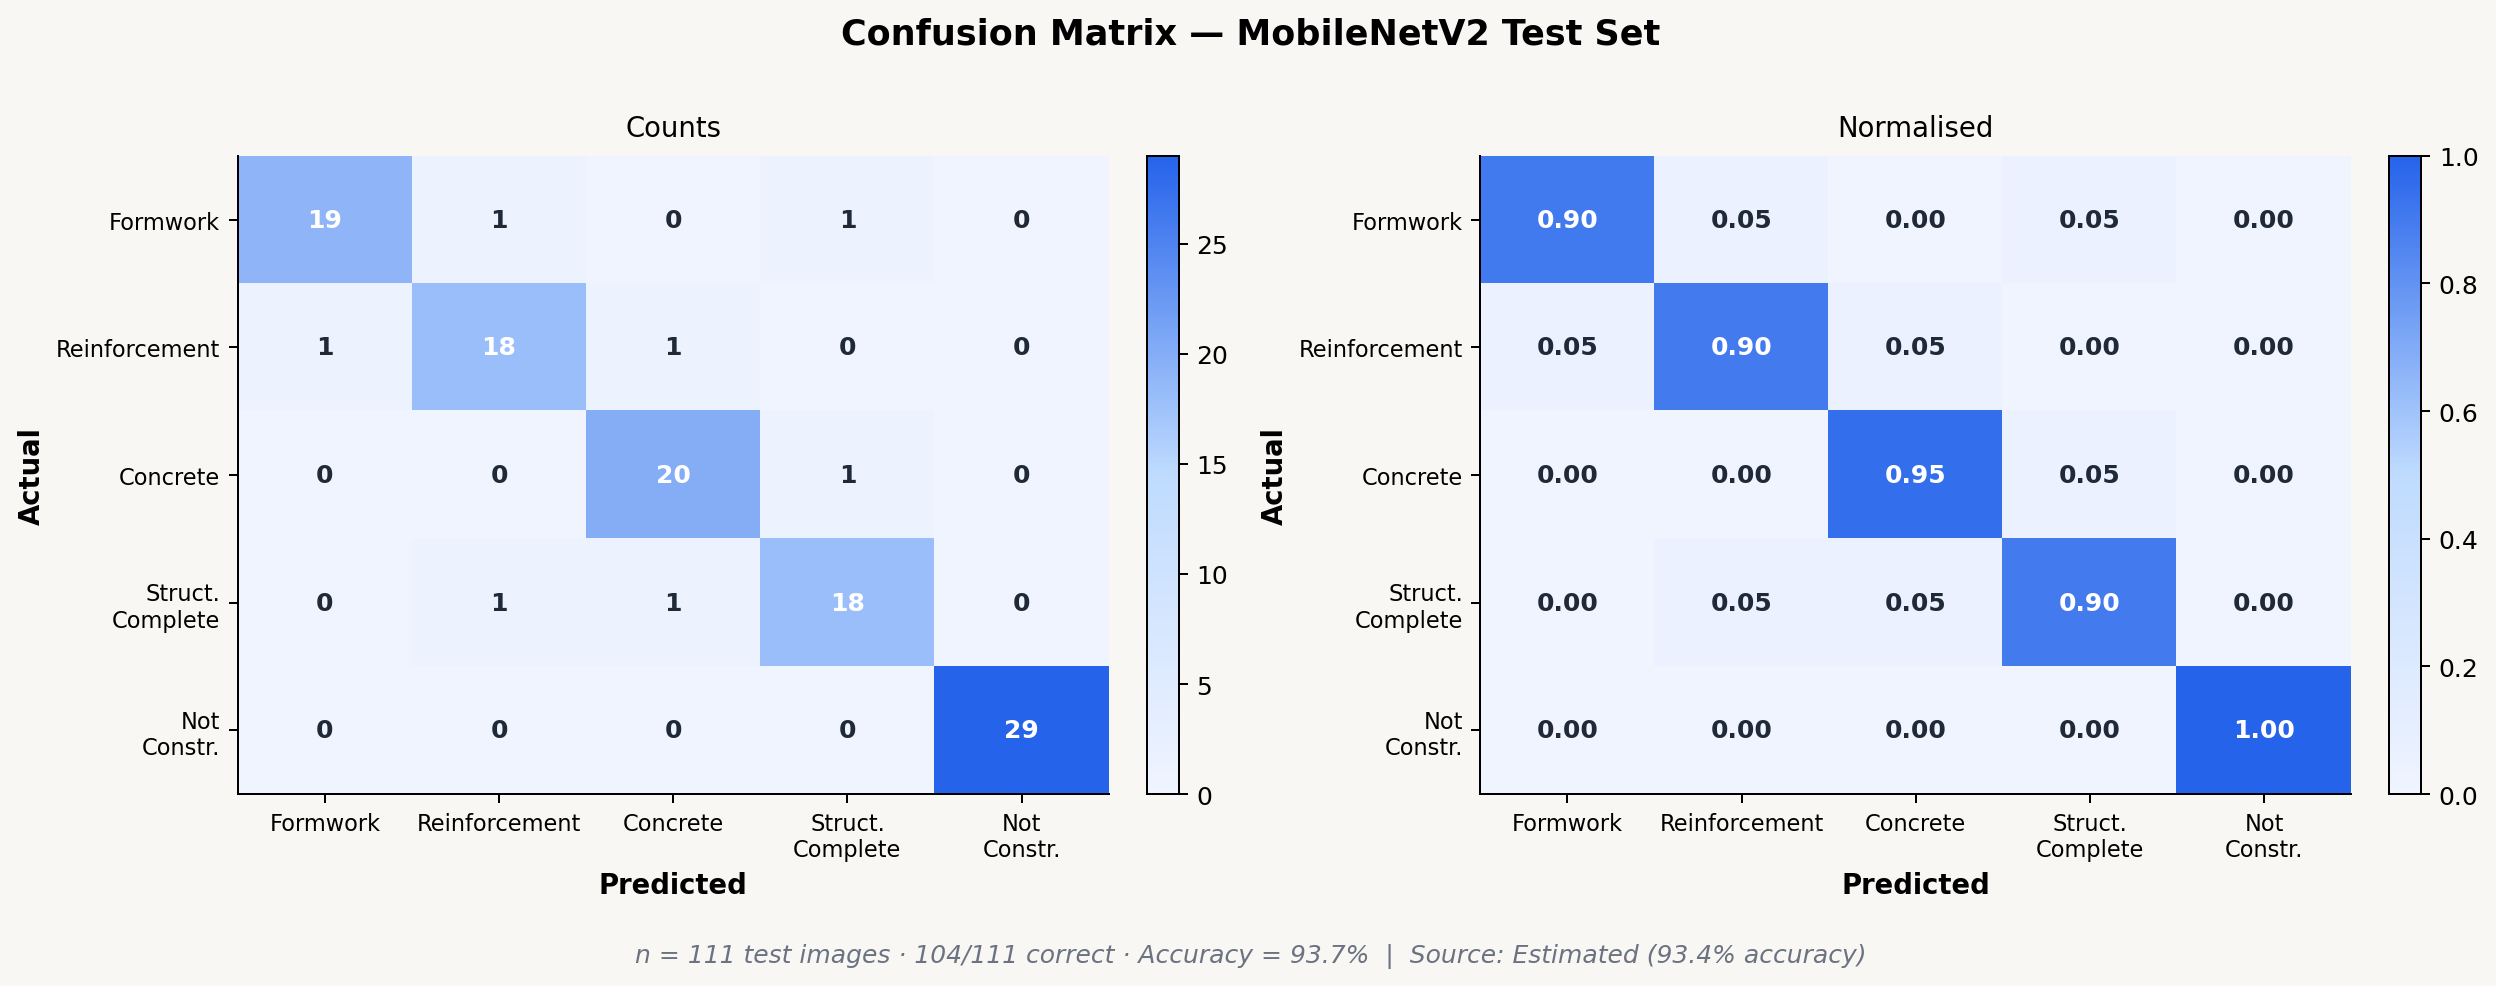 Confusion Matrix — MobileNetV2 Test Set
Counts
Actual
Formwork
Reinforcement
Concrete
Struct.
Complete
Not
Constr.
19 1 0 1 0
1 18 1 0 0
0 0 20 1 0
0 1 1 18 0
0 0 0 0 29
Formwork Reinforcement Concrete Struct. Complete Not Constr.
Predicted
25
20
15
10
5
0
Normalised
Actual
Formwork
Reinforcement
Concrete
Struct.
Complete
Not
Constr.
0.90 0.05 0.00 0.05 0.00
0.05 0.90 0.05 0.00 0.00
0.00 0.00 0.95 0.05 0.00
0.00 0.05 0.05 0.90 0.00
0.00 0.00 0.00 0.00 1.00
Formwork Reinforcement Concrete Struct. Complete Not Constr.
Predicted
1.0
0.8
0.6
0.4
0.2
0.0
n = 111 test images · 104/111 correct · Accuracy = 93.7% | Source: Estimated (93.4% accuracy)